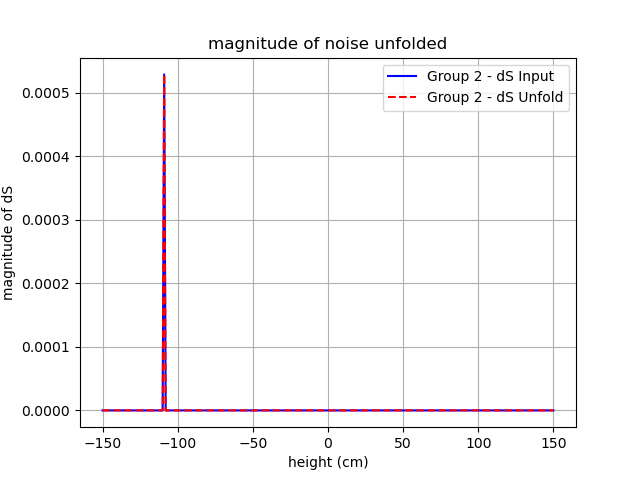 magnitude of noise unfolded
Group 2 - dS Input
Group 2 - dS Unfold
magnitude of dS
0.0005
0.0004
0.0003
0.0002
0.0001
0.0000
−150 −100 −50 0 50 100 150
height (cm)